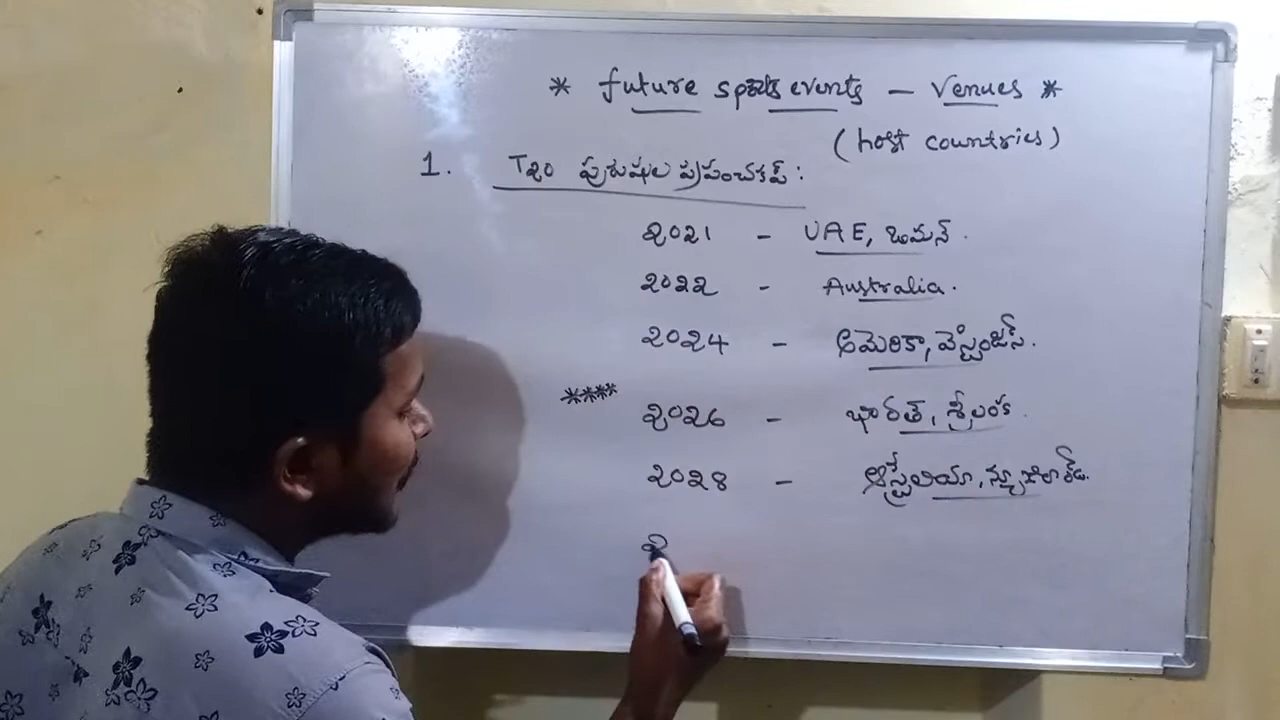 * future sports events - Venues *
(host countries)
1. T20 పురుషుల ప్రపంచకప్ :
2021 - UAE, ఒమన్.
2022 - Australia.
2024 - అమెరికా, వెస్టిండీస్.
**** 2026 - భారత్, శ్రీలంక.
2028 - ఆస్ట్రేలియా, న్యూజిలాండ్.
2